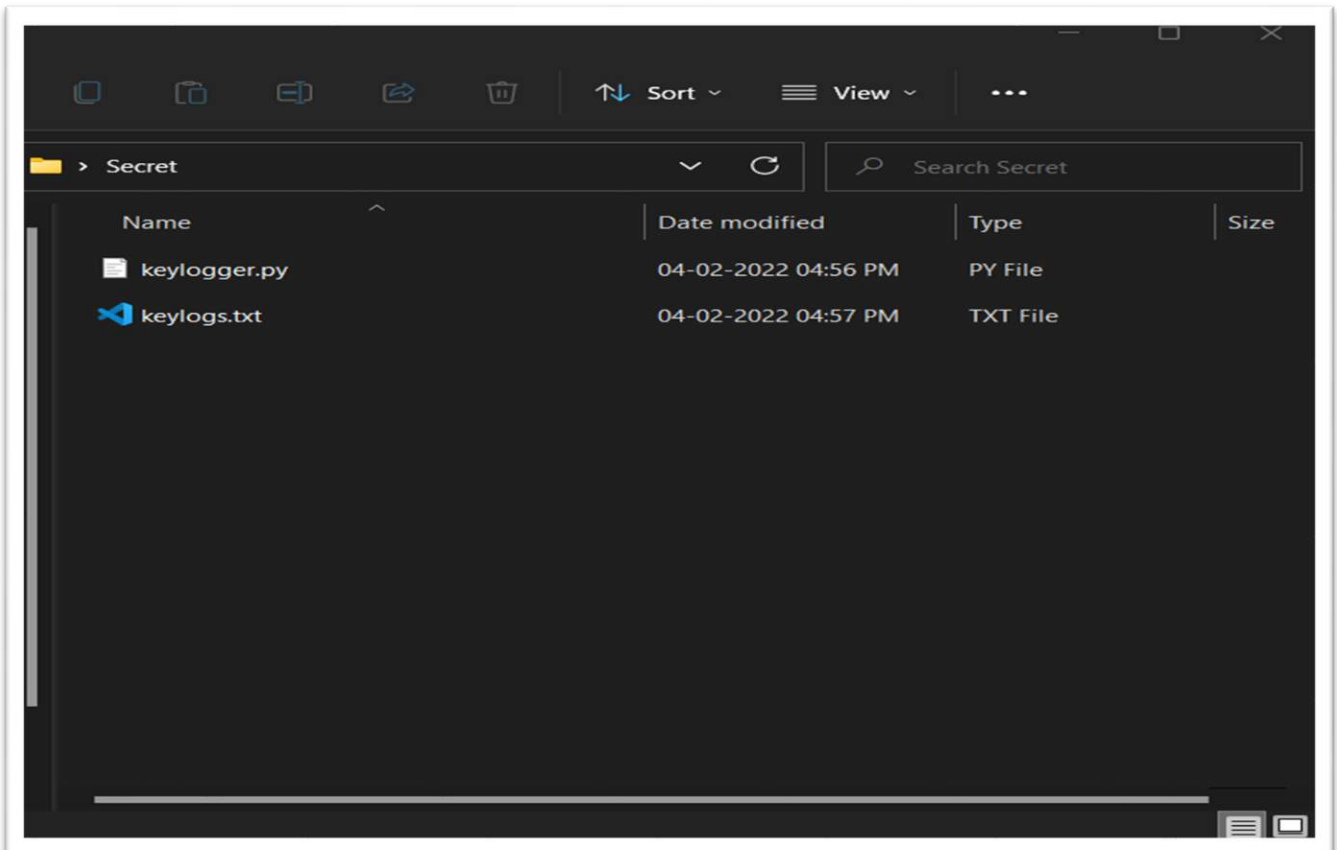 Sort View
Secret Search Secret
Name Date modified Type Size
keylogger.py 04-02-2022 04:56 PM PY File
keylogs.txt 04-02-2022 04:57 PM TXT File